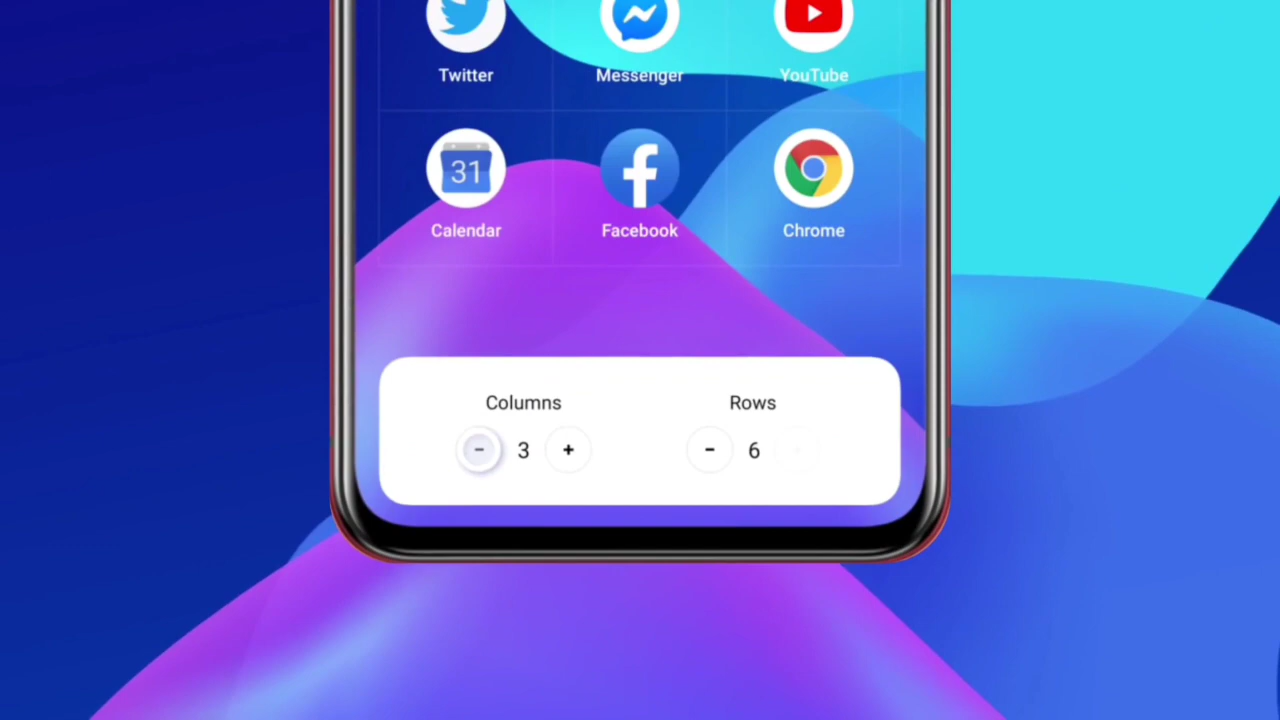 Twitter Messenger YouTube
31
Calendar Facebook Chrome
Columns Rows
- 3 + - 6